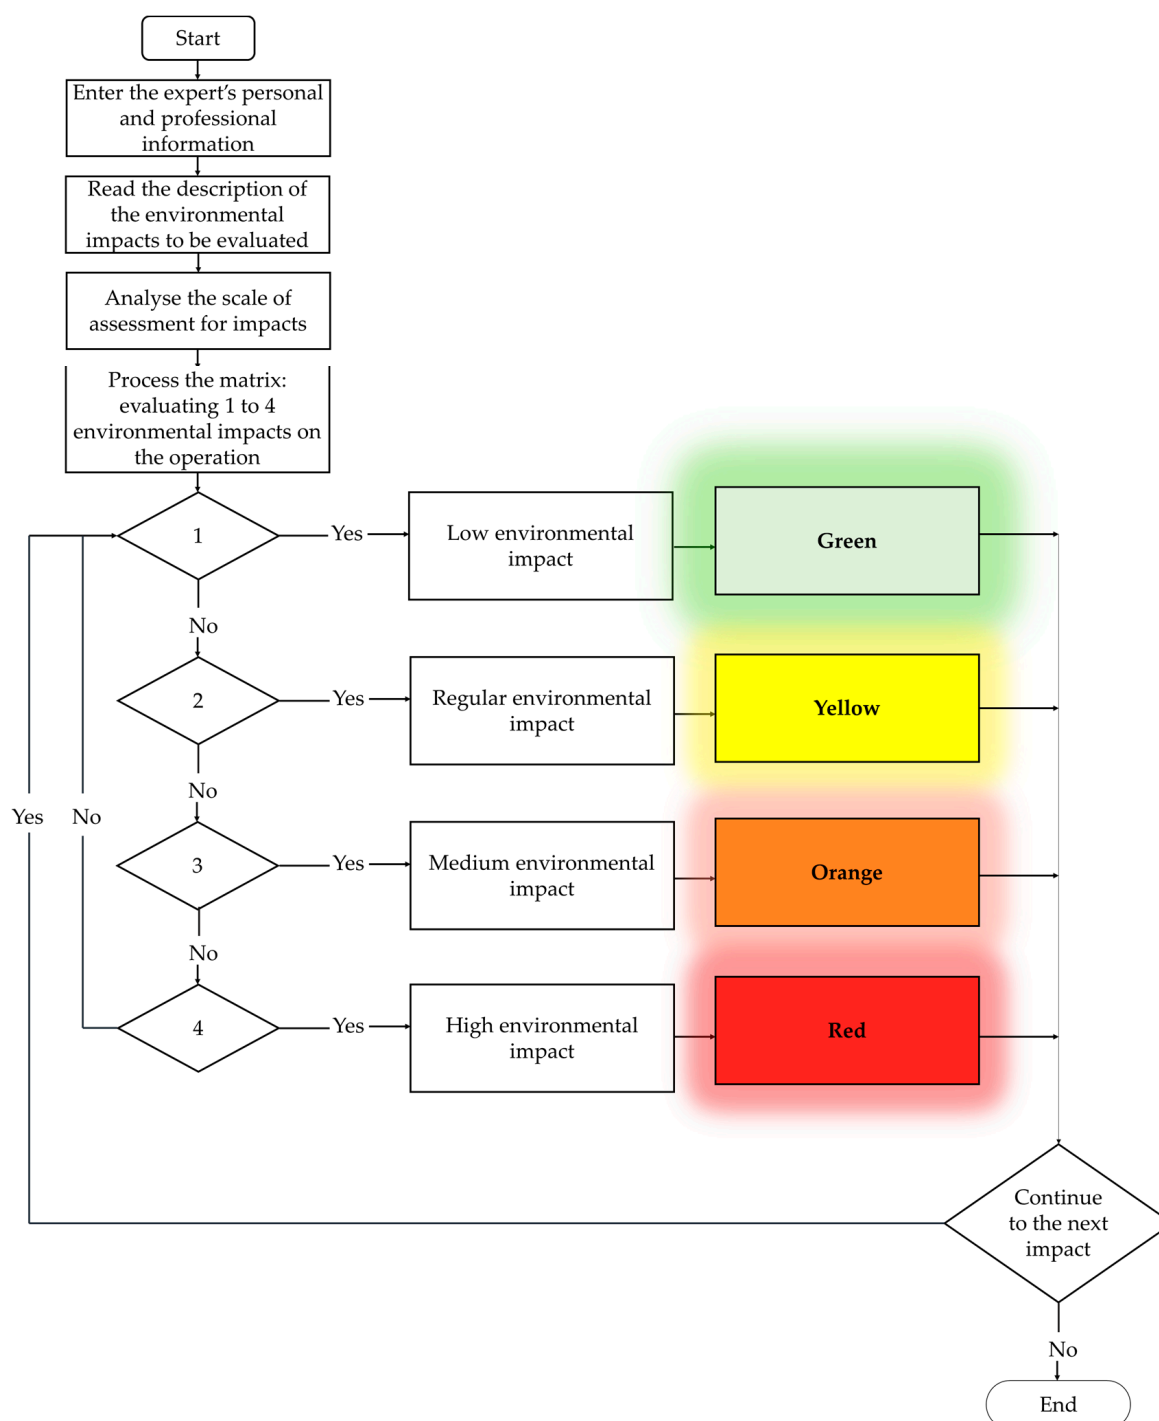 Start
Enter the expert's personal
and professional
information
Read the description of
the environmental
impacts to be evaluated
Analyse the scale of
assessment for impacts
Process the matrix:
evaluating 1 to 4
environmental impacts on
the operation
1
Yes
Low environmental
impact
Green
No
2
Yes
Regular environmental
impact
Yellow
No
Yes
No
3
Yes
Medium environmental
impact
Orange
No
4
Yes
High environmental
impact
Red
Continue
to the next
impact
No
End